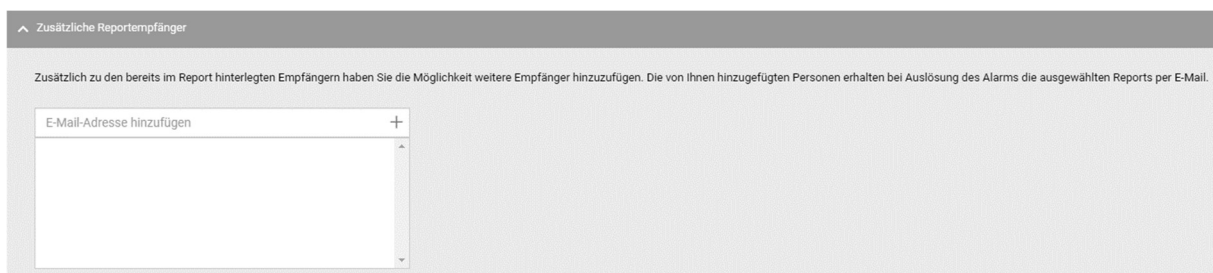 Zusätzliche Reportempfänger
Zusätzlich zu den bereits im Report hinterlegten Empfängern haben Sie die Möglichkeit weitere Empfänger hinzuzufügen. Die von Ihnen hinzugefügten Personen erhalten bei Auslösung des Alarms die ausgewählten Reports per E-Mail.
E-Mail-Adresse hinzufügen